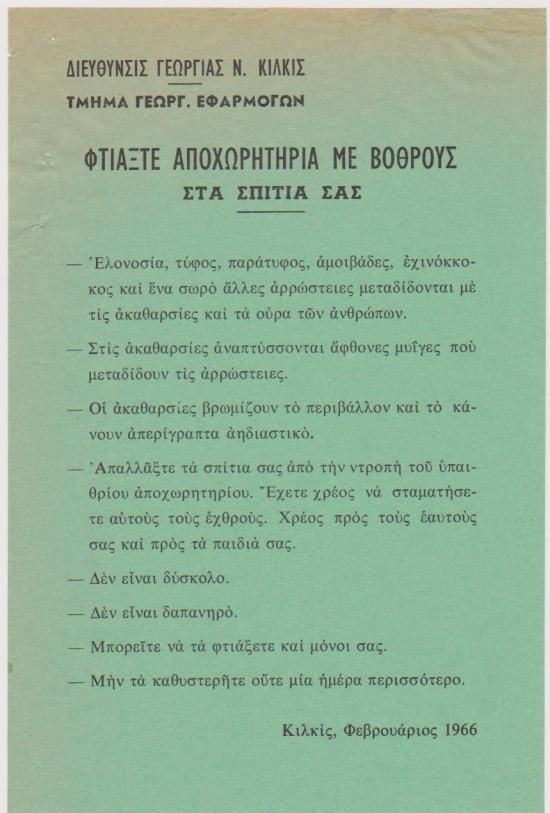 ΔΙΕΥΘΥΝΣΙΣ ΓΕΩΡΓΙΑΣ Ν. ΚΙΛΚΙΣ
ΤΜΗΜΑ ΓΕΩΡΓ. ΕΦΑΡΜΟΓΩΝ
ΦΤΙΑΞΤΕ ΑΠΟΧΩΡΗΤΗΡΙΑ ΜΕ ΒΟΘΡΟΥΣ
ΣΤΑ ΣΠΙΤΙΑ ΣΑΣ
— Ἑλονοσία, τύφος, παράτυφος, ἀμοιβάδες, ἐχινόκκο-
κος καὶ ἕνα σωρὸ ἄλλες ἀρρώστειες μεταδίδονται μὲ
τὶς ἀκαθαρσίες καὶ τὰ οὖρα τῶν ἀνθρώπων.
— Στὶς ἀκαθαρσίες ἀναπτύσσονται ἄφθονες μυῖγες ποὺ
μεταδίδουν τὶς ἀρρώστειες.
— Οἱ ἀκαθαρσίες βρωμίζουν τὸ περιβάλλον καὶ τὸ κά-
νουν ἀπερίγραπτα ἀηδιαστικὸ.
— Ἀπαλλάξτε τὰ σπίτια σας ἀπὸ τὴν ντροπὴ τοῦ ὑπαι-
θρίου ἀποχωρητηρίου. Ἔχετε χρέος νὰ σταματήσε-
τε αὐτοὺς τοὺς ἐχθρούς. Χρέος πρὸς τοὺς ἑαυτούς
σας καὶ πρὸς τὰ παιδιὰ σας.
— Δὲν εἶναι δύσκολο.
— Δὲν εἶναι δαπανηρὸ.
— Μπορεῖτε νὰ τὰ φτιάξετε καὶ μόνοι σας.
— Μὴν τὰ καθυστερῆτε οὔτε μία ἡμέρα περισσότερο.
Κιλκὶς, Φεβρουάριος 1966